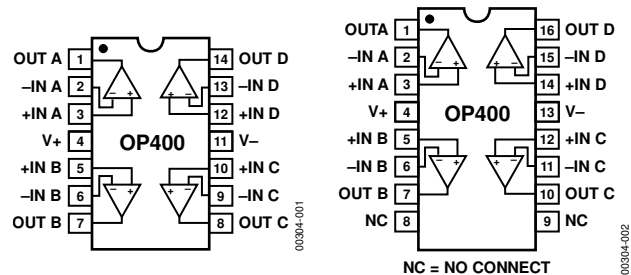 OUT A 1 14 OUT D
–IN A 2 13 –IN D
+IN A 3 12 +IN D
V+ 4 OP400 11 V–
+IN B 5 10 +IN C
–IN B 6 9 –IN C
OUT B 7 8 OUT C
00304-001
OUTA 1 16 OUT D
–IN A 2 15 –IN D
+IN A 3 14 +IN D
V+ 4 OP400 13 V–
+IN B 5 12 +IN C
–IN B 6 11 –IN C
OUT B 7 10 OUT C
NC 8 9 NC
NC = NO CONNECT
00304-002